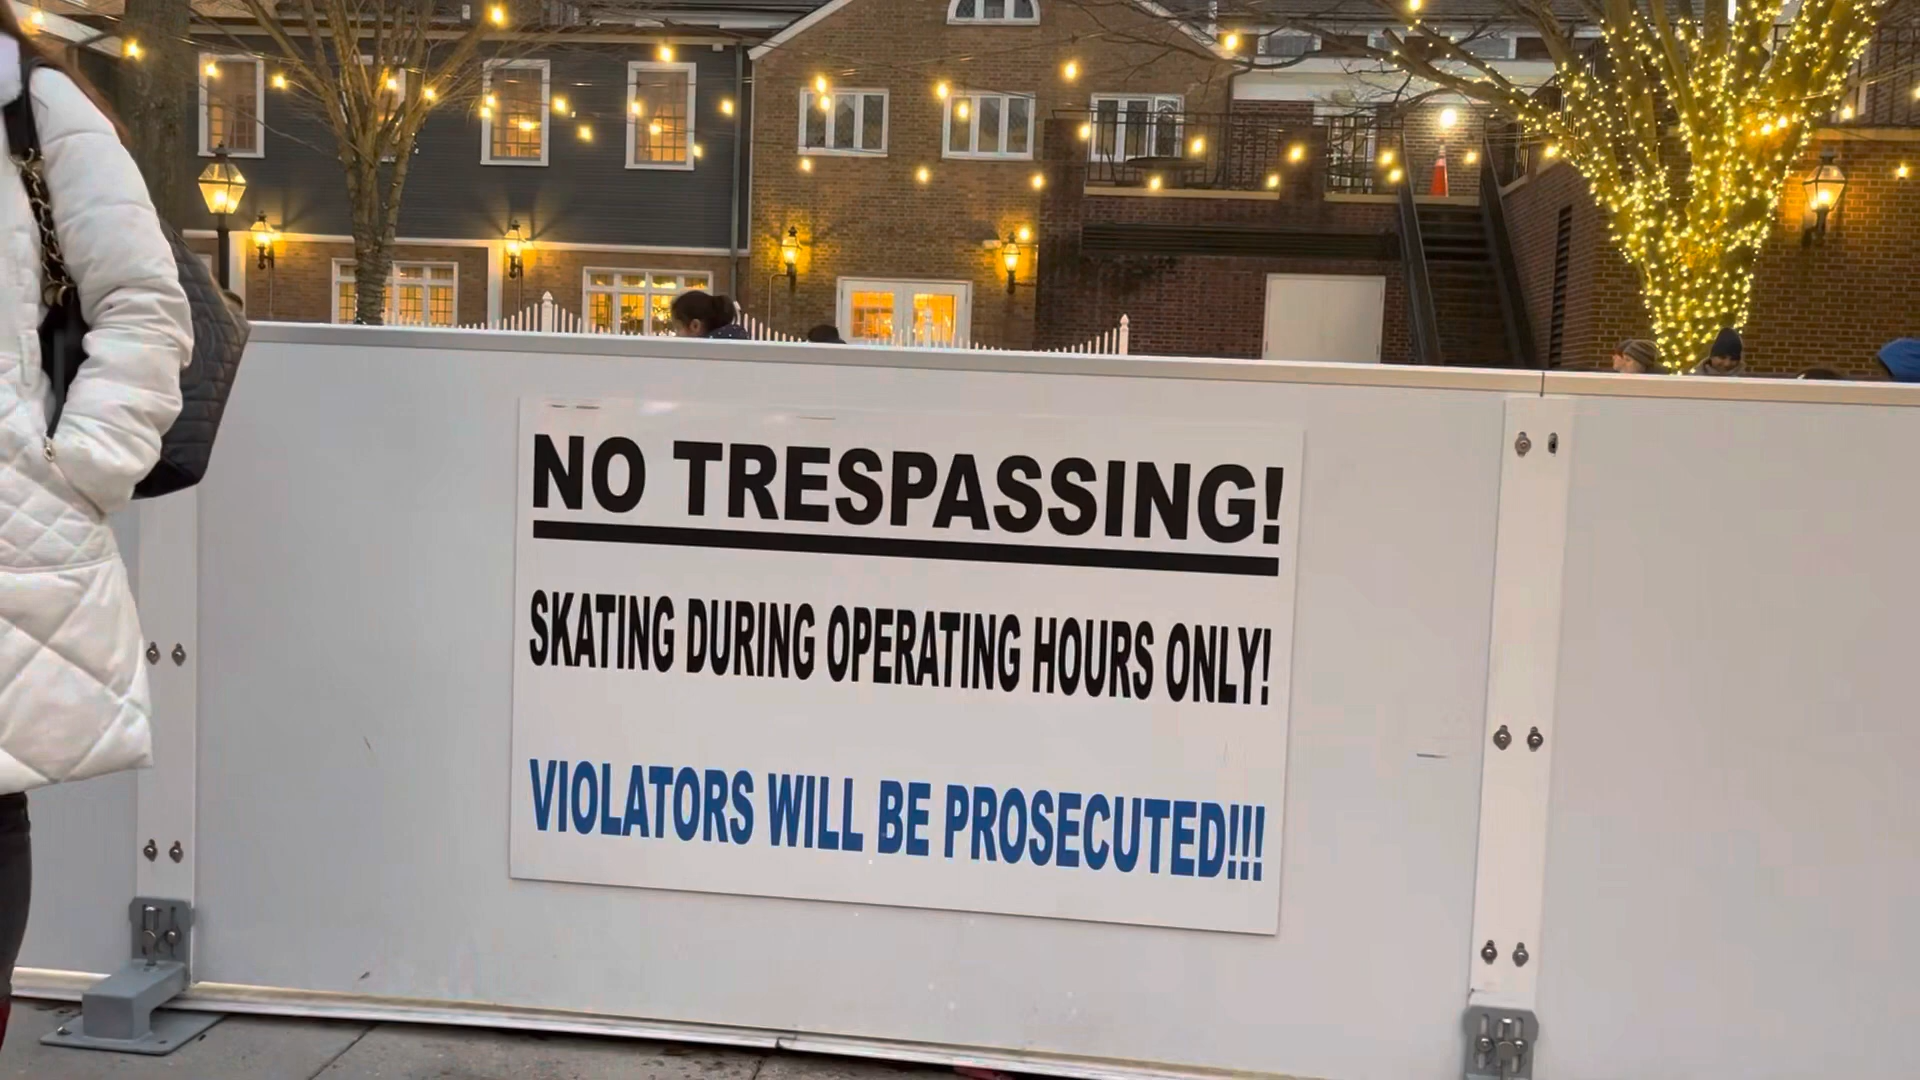 NO TRESPASSING!
SKATING DURING OPERATING HOURS ONLY!
VIOLATORS WILL BE PROSECUTED!!!